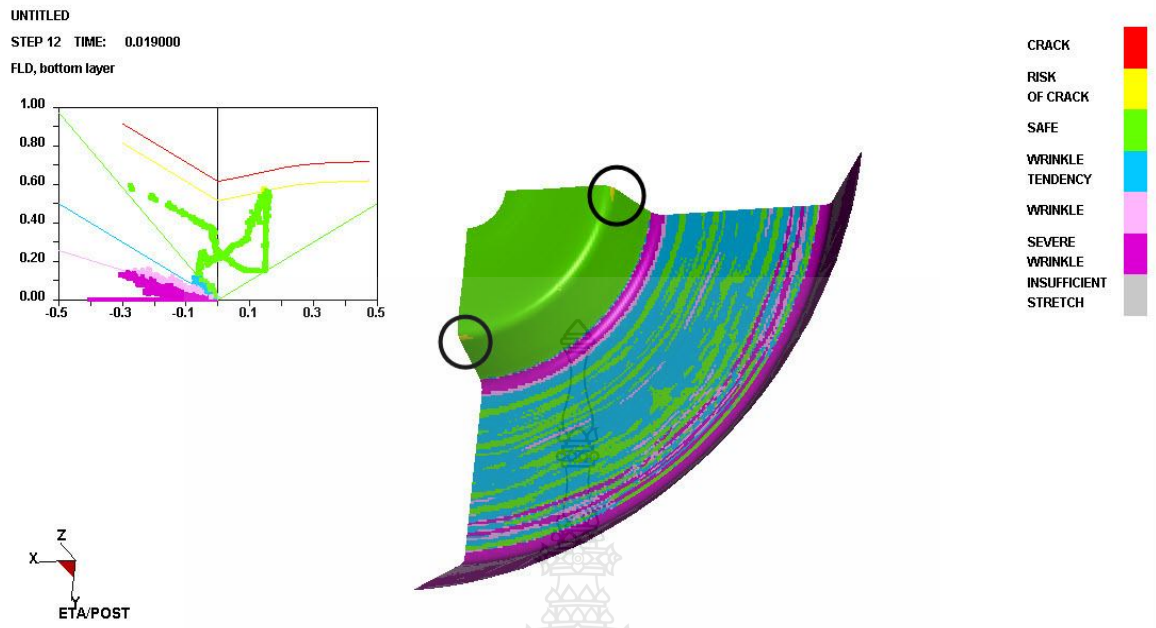 UNTITLED
STEP 12 TIME: 0.019000
FLD, bottom layer
1.00
0.80
0.60
0.40
0.20
0.00
-0.5
-0.3
-0.1
0.1
0.3
0.5
CRACK
RISK
OF CRACK
SAFE
WRINKLE
TENDENCY
WRINKLE
SEVERE
WRINKLE
INSUFFICIENT
STRETCH
Z
X
Y
ETA/POST